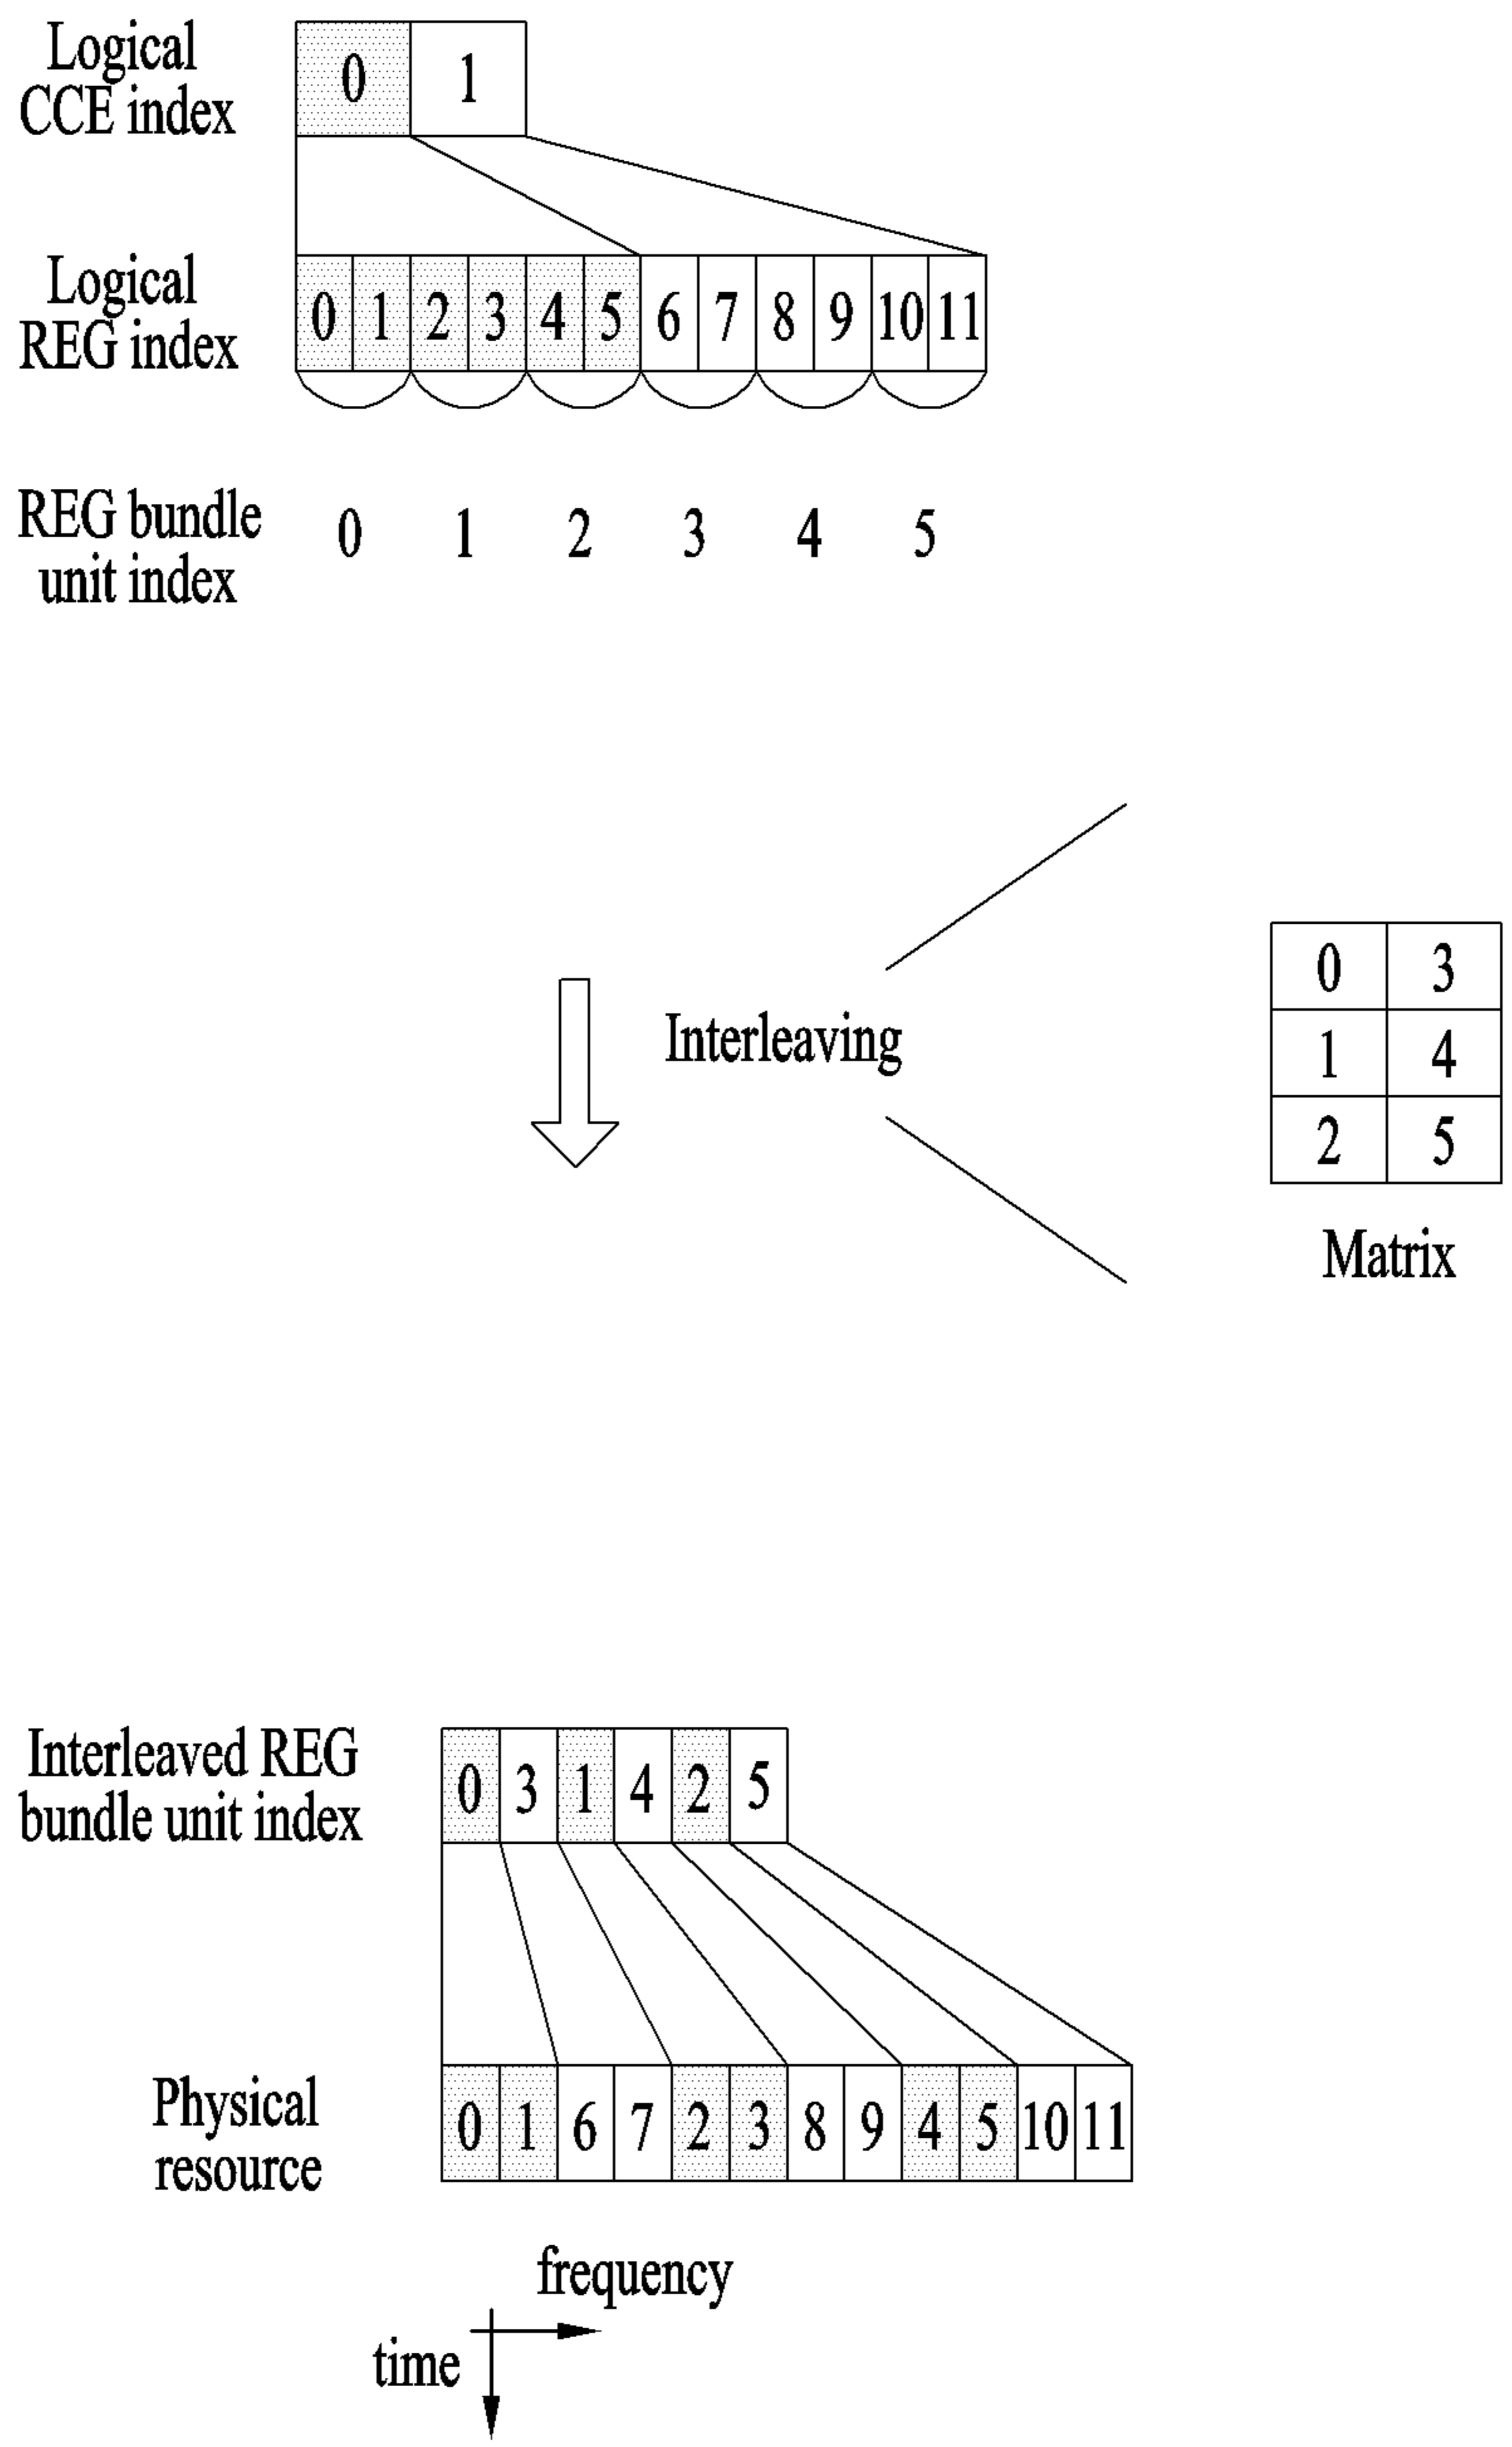 Logical
CCE index
0 1
Logical
REG index
0 1 2 3 4 5 6 7 8 9 10 11
REG bundle
unit index
0 1 2 3 4 5
Interleaving
0 3
1 4
2 5
Matrix
Interleaved REG
bundle unit index
0 3 1 4 2 5
Physical
resource
0 1 6 7 2 3 8 9 4 5 10 11
frequency
time